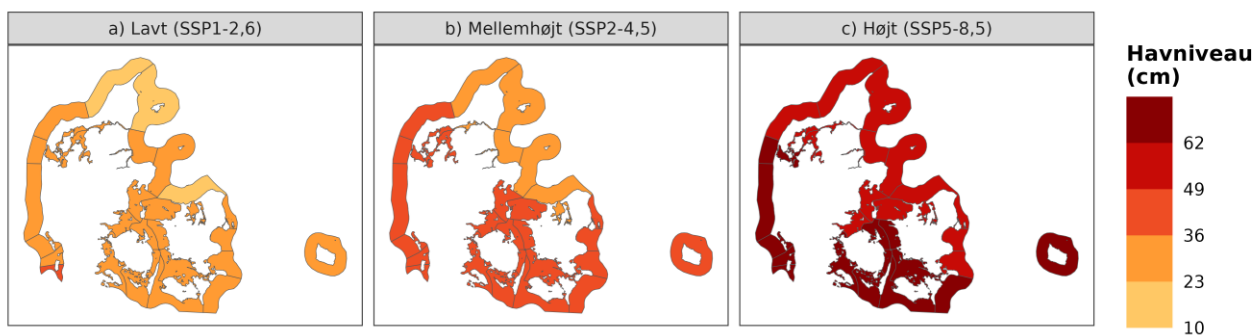 a) Lavt (SSP1-2,6)
b) Mellemhøjt (SSP2-4,5)
c) Højt (SSP5-8,5)
Havniveau
(cm)
62
49
36
23
10